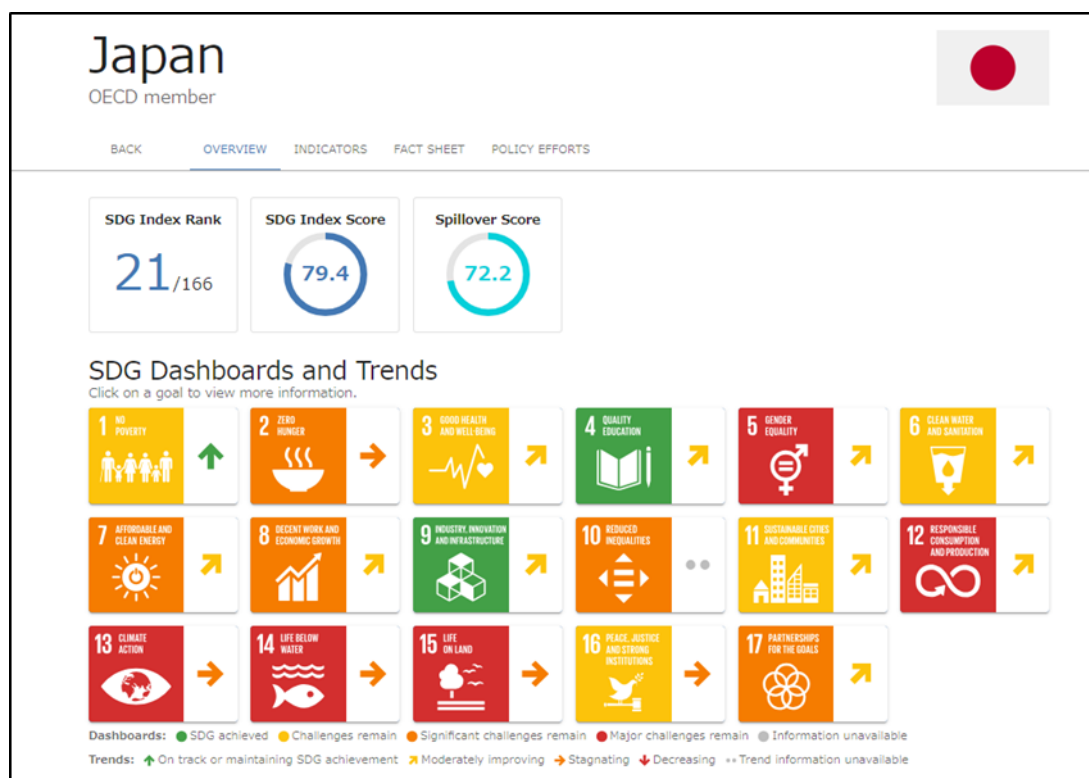 Japan
OECD member
BACK OVERVIEW INDICATORS FACT SHEET POLICY EFFORTS
SDG Index Rank
21/166
SDG Index Score
79.4
Spillover Score
72.2
SDG Dashboards and Trends
Click on a goal to view more information.
1 NO
POVERTY
2 ZERO
HUNGER
3 GOOD HEALTH
AND WELL-BEING
4 QUALITY
EDUCATION
5 GENDER
EQUALITY
6 CLEAN WATER
AND SANITATION
7 AFFORDABLE AND
CLEAN ENERGY
8 DECENT WORK AND
ECONOMIC GROWTH
9 INDUSTRY, INNOVATION
AND INFRASTRUCTURE
10 REDUCED
INEQUALITIES
11 SUSTAINABLE CITIES
AND COMMUNITIES
12 RESPONSIBLE
CONSUMPTION
AND PRODUCTION
13 CLIMATE
ACTION
14 LIFE BELOW
WATER
15 LIFE
ON LAND
16 PEACE, JUSTICE
AND STRONG
INSTITUTIONS
17 PARTNERSHIPS
FOR THE GOALS
Dashboards: SDG achieved Challenges remain Significant challenges remain Major challenges remain Information unavailable
Trends: On track or maintaining SDG achievement Moderately improving Stagnating Decreasing Trend information unavailable